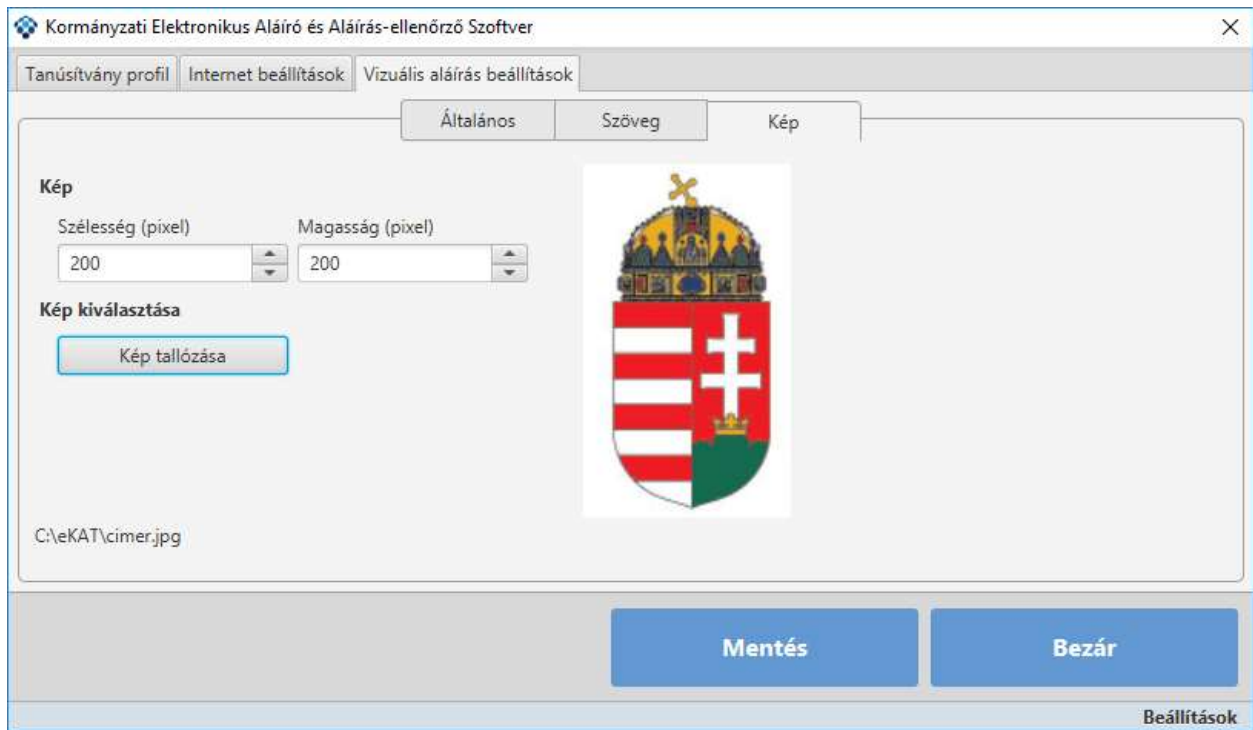 Kormányzati Elektronikus Aláíró és Aláírás-ellenőrző Szoftver
Tanúsítvány profil Internet beállítások Vizuális aláírás beállítások
Általános Szöveg Kép
Kép
Szélesség (pixel) Magasság (pixel)
200 200
Kép kiválasztása
Kép tallózása
C:\eKAT\cimer.jpg
Mentés Bezár
Beállítások